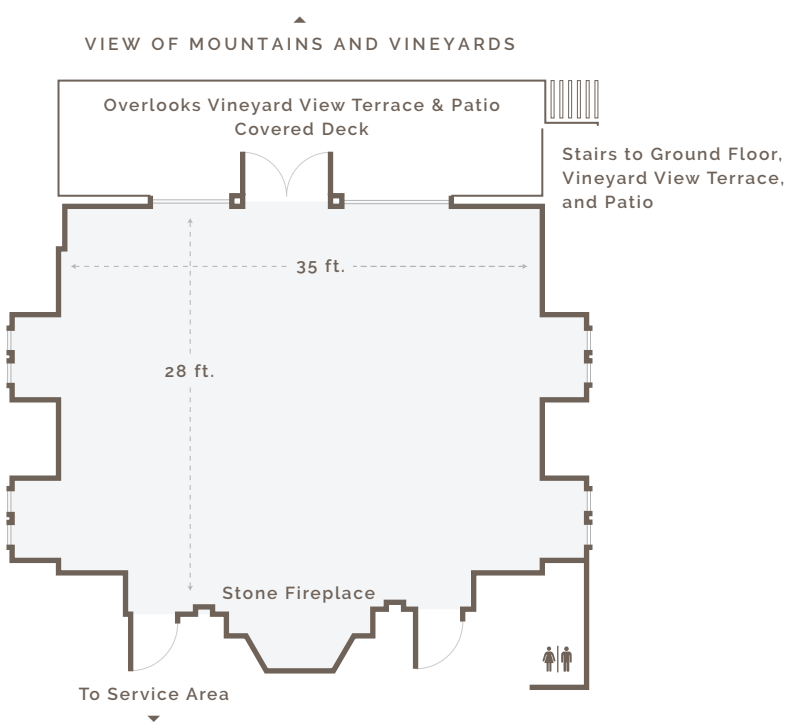 VIEW OF MOUNTAINS AND VINEYARDS
Overlooks Vineyard View Terrace & Patio
Covered Deck
Stairs to Ground Floor,
Vineyard View Terrace,
and Patio
35 ft.
28 ft.
Stone Fireplace
To Service Area